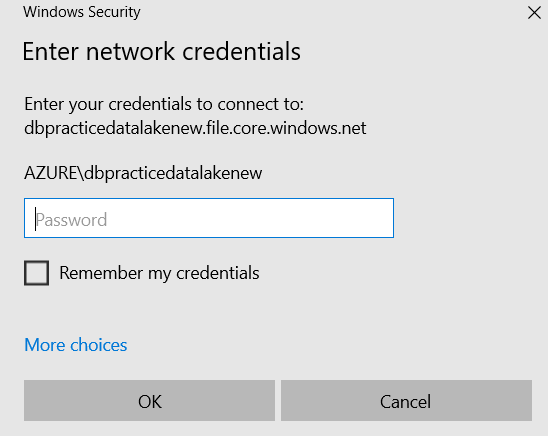 Windows Security
Enter network credentials
Enter your credentials to connect to:
dbpracticedatalakenew.file.core.windows.net
AZURE\dbpracticedatalakenew
Password
Remember my credentials
More choices
OK
Cancel